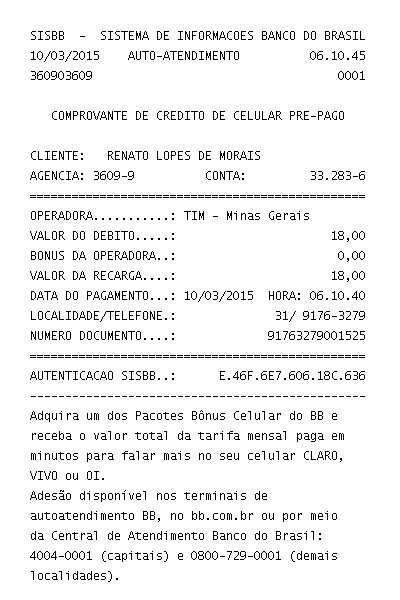 SISBB  -  SISTEMA DE INFORMACOES BANCO DO BRASIL
10/03/2015    AUTO-ATENDIMENTO          06.10.45
360903609                                   0001
COMPROVANTE DE CREDITO DE CELULAR PRE-PAGO
CLIENTE:   RENATO LOPES DE MORAIS
AGENCIA: 3609-9          CONTA:         33.283-6
================================================
OPERADORA...........: TIM - Minas Gerais
VALOR DO DEBITO.....:                      18,00
BONUS DA OPERADORA..:                       0,00
VALOR DA RECARGA....:                      18,00
DATA DO PAGAMENTO...: 10/03/2015  HORA: 06.10.40
LOCALIDADE/TELEFONE.:              31/ 9176-3279
NUMERO DOCUMENTO....:             91763279001525
================================================
AUTENTICACAO SISBB..:      E.46F.6E7.606.18C.636
------------------------------------------------
Adquira um dos Pacotes Bônus Celular do BB e
receba o valor total da tarifa mensal paga em
minutos para falar mais no seu celular CLARO,
VIVO ou OI.
Adesão disponível nos terminais de
autoatendimento BB, no bb.com.br ou por meio
da Central de Atendimento Banco do Brasil:
4004-0001 (capitais) e 0800-729-0001 (demais
localidades).